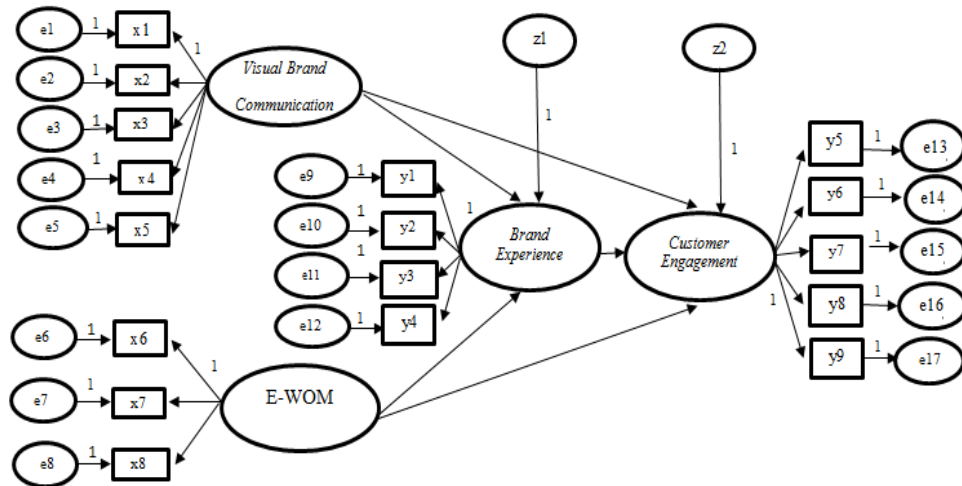 e1 1 x1
1
e2 1 x2
e3 1 x3
e4 1 x4
e5 1 x5
Visual Brand
Communication
z1
1
z2
1
e9 1 y1
1
e10 1 y2
e11 1 y3
e12 1 y4
Brand
Experience
Customer
Engagement
y5 1 e13
y6 1 e14
y7 1 e15
y8 1 e16
1
y9 1 e17
e6 1 x6
1
e7 1 x7
e8 1 x8
E-WOM